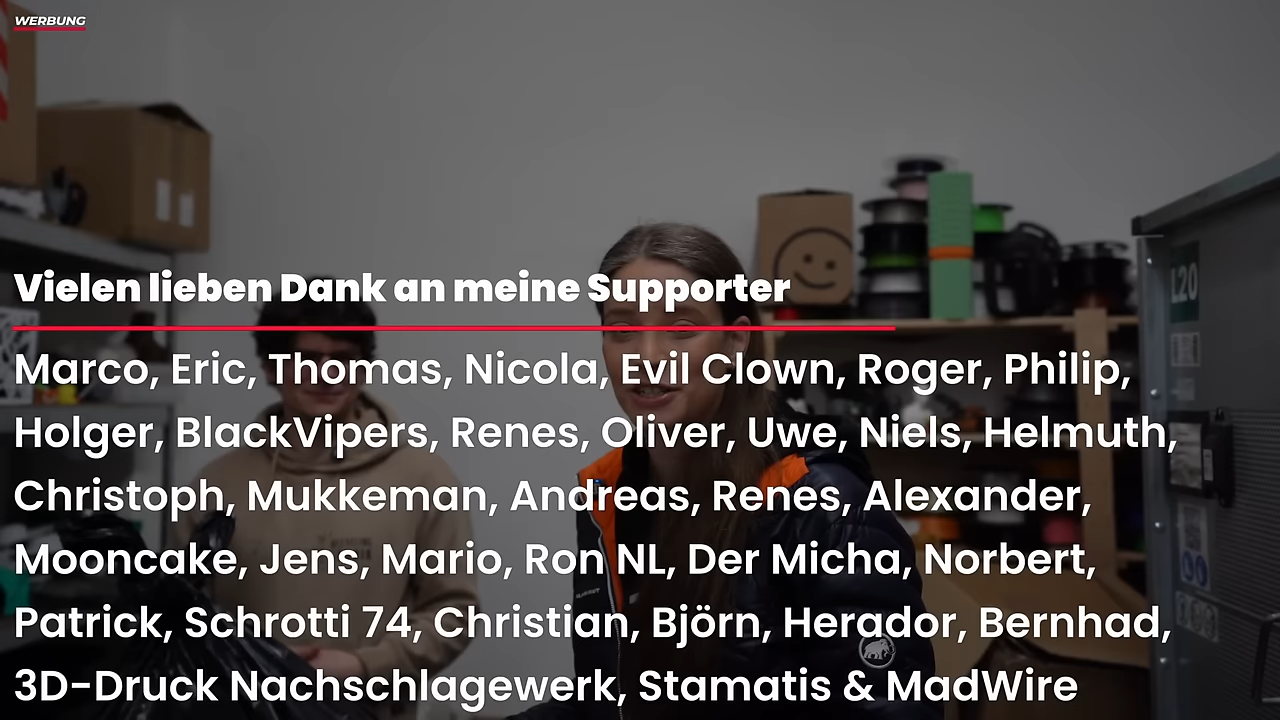 WERBUNG
Vielen lieben Dank an meine Supporter
Marco, Eric, Thomas, Nicola, Evil Clown, Roger, Philip,
Holger, BlackVipers, Renes, Oliver, Uwe, Niels, Helmuth,
Christoph, Mukkeman, Andreas, Renes, Alexander,
Mooncake, Jens, Mario, Ron NL, Der Micha, Norbert,
Patrick, Schrotti 74, Christian, Björn, Herador, Bernhad,
3D-Druck Nachschlagewerk, Stamatis & MadWire
L20